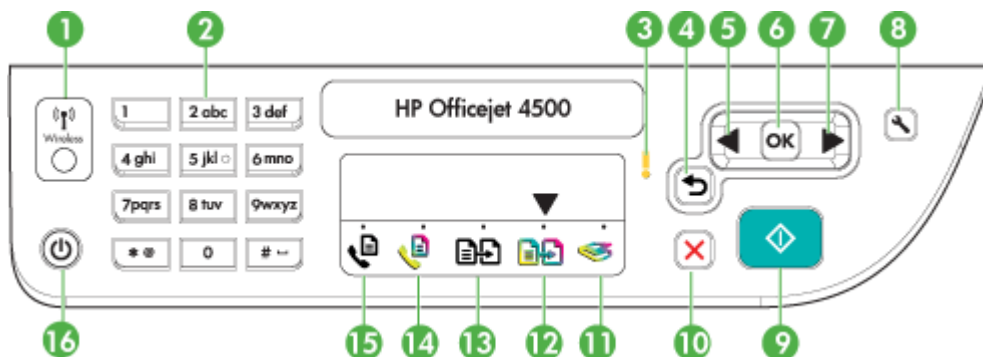 1 2 3 4 5 6 7 8
Wireless
1 2 abc 3 def
4 ghi 5 jkl 6 mno
7pqrs 8 tuv 9wxyz
* @ 0 #
HP Officejet 4500
OK
16 15 14 13 12 11 10 9